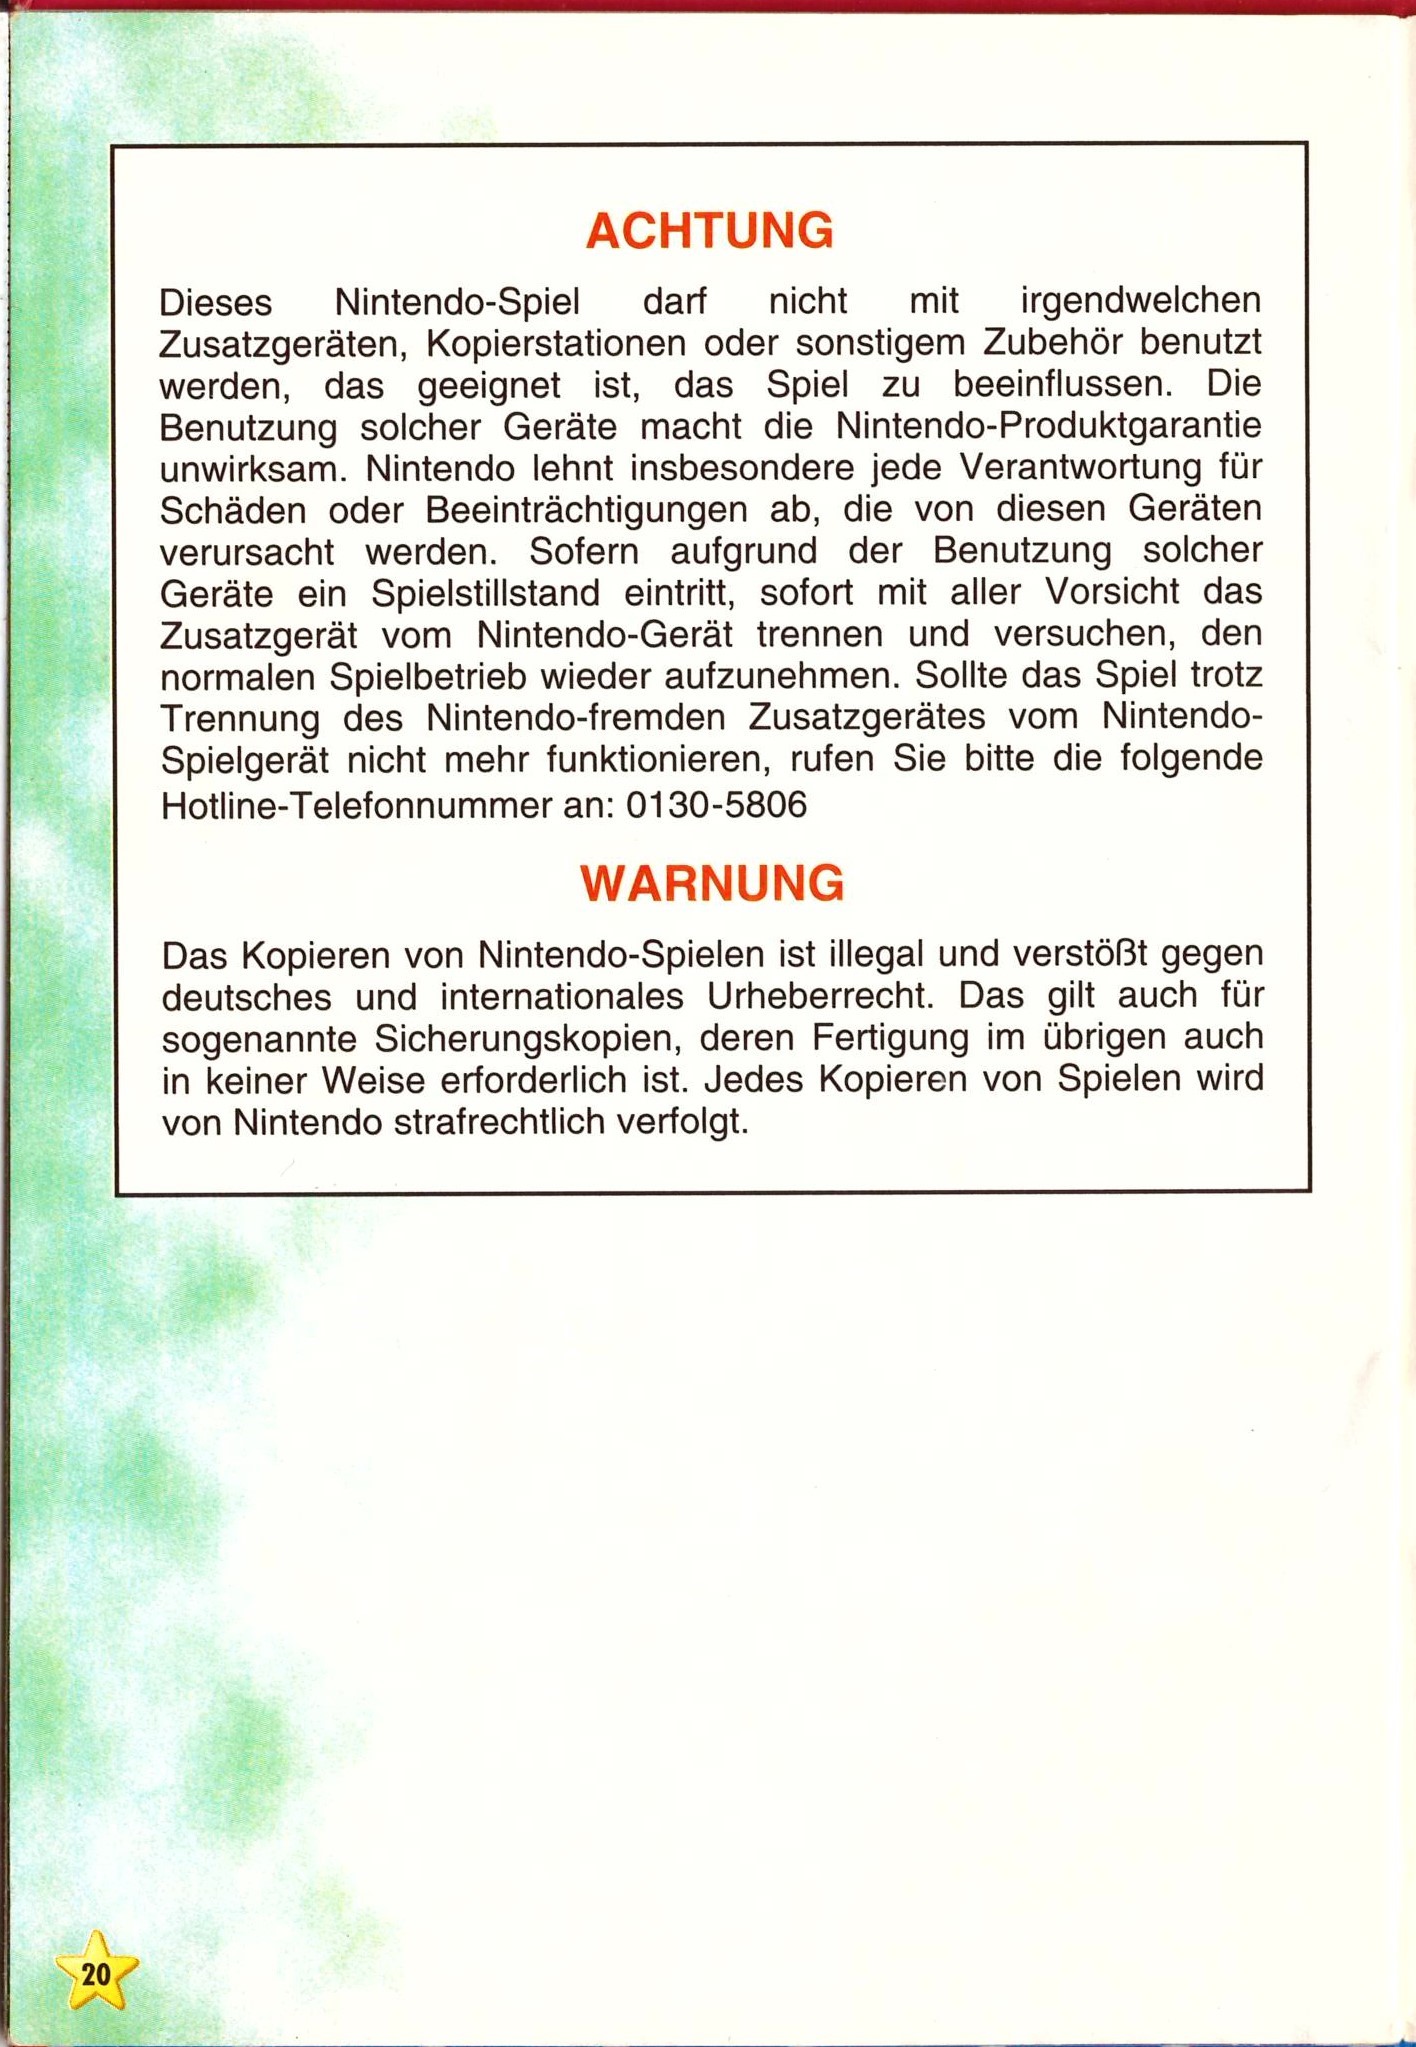 ACHTUNG
Dieses Nintendo-Spiel darf nicht mit irgendwelchen
Zusatzgeräten, Kopierstationen oder sonstigem Zubehör benutzt
werden, das geeignet ist, das Spiel zu beeinflussen. Die
Benutzung solcher Geräte macht die Nintendo-Produktgarantie
unwirksam. Nintendo lehnt insbesondere jede Verantwortung für
Schäden oder Beeinträchtigungen ab, die von diesen Geräten
verursacht werden. Sofern aufgrund der Benutzung solcher
Geräte ein Spielstillstand eintritt, sofort mit aller Vorsicht das
Zusatzgerät vom Nintendo-Gerät trennen und versuchen, den
normalen Spielbetrieb wieder aufzunehmen. Sollte das Spiel trotz
Trennung des Nintendo-fremden Zusatzgerätes vom Nintendo-
Spielgerät nicht mehr funktionieren, rufen Sie bitte die folgende
Hotline-Telefonnummer an: 0130-5806
WARNUNG
Das Kopieren von Nintendo-Spielen ist illegal und verstößt gegen
deutsches und internationales Urheberrecht. Das gilt auch für
sogenannte Sicherungskopien, deren Fertigung im übrigen auch
in keiner Weise erforderlich ist. Jedes Kopieren von Spielen wird
von Nintendo strafrechtlich verfolgt.
20